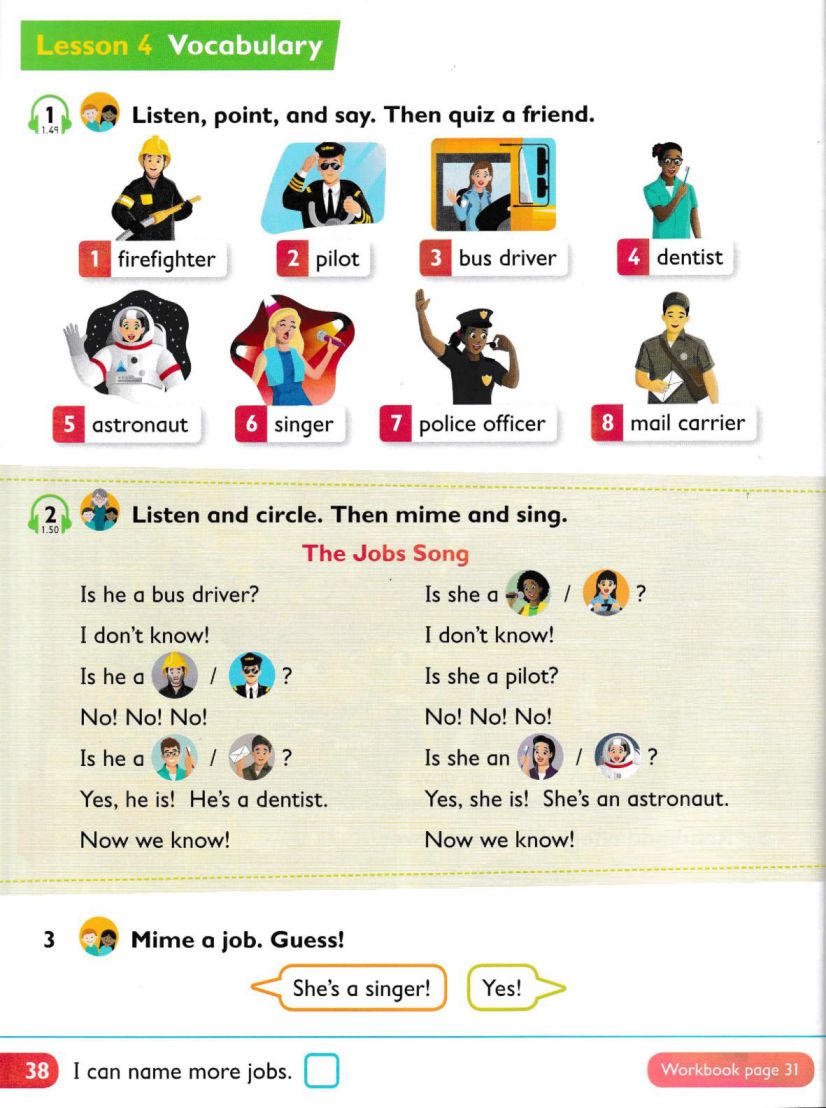 Lesson 4 Vocabulary
1 Listen, point, and say. Then quiz a friend.
1.49
1 firefighter
2 pilot
3 bus driver
4 dentist
5 astronaut
6 singer
7 police officer
8 mail carrier
2 Listen and circle. Then mime and sing.
1.50
The Jobs Song
Is he a bus driver?
I don't know!
Is he a / ?
No! No! No!
Is he a / ?
Yes, he is! He's a dentist.
Now we know!
Is she a / ?
I don't know!
Is she a pilot?
No! No! No!
Is she an / ?
Yes, she is! She's an astronaut.
Now we know!
3 Mime a job. Guess!
She's a singer!
Yes!
38 I can name more jobs.
Workbook page 31